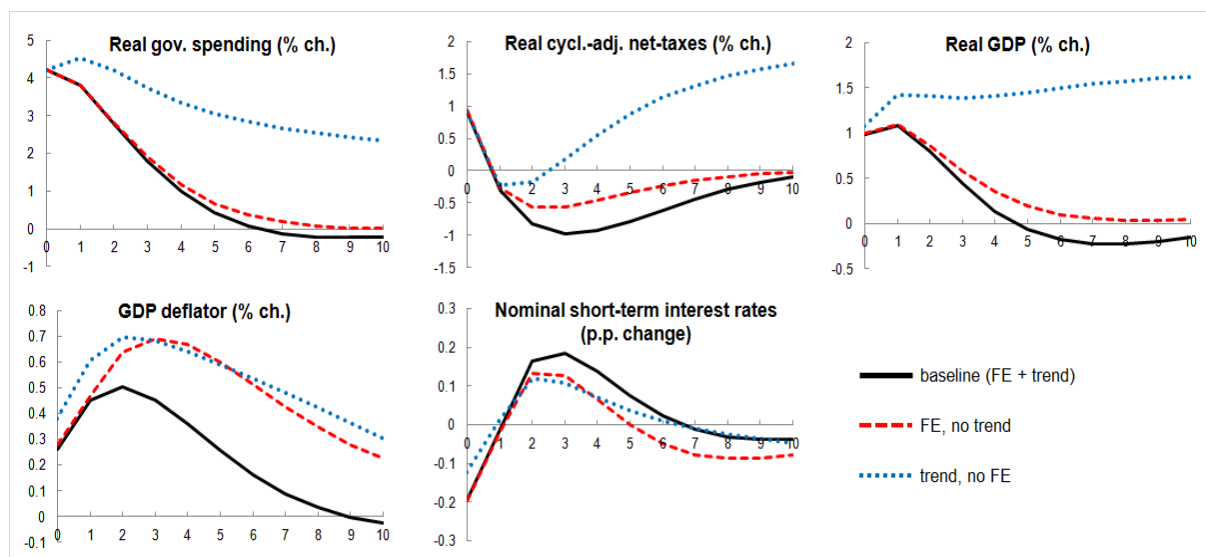 Real gov. spending (% ch.)
5
4
3
2
1
0
-1
0 1 2 3 4 5 6 7 8 9 10
Real cycl.-adj. net-taxes (% ch.)
2
1.5
1
0.5
0
-0.5
-1
-1.5
0 1 2 3 4 5 6 7 8 9 10
Real GDP (% ch.)
2
1.5
1
0.5
0
-0.5
0 1 2 3 4 5 6 7 8 9 10
GDP deflator (% ch.)
0.8
0.7
0.6
0.5
0.4
0.3
0.2
0.1
0
-0.1
0 1 2 3 4 5 6 7 8 9 10
Nominal short-term interest rates
(p.p. change)
0.3
0.2
0.1
0
-0.1
-0.2
-0.3
0 1 2 3 4 5 6 7 8 9 10
baseline (FE + trend)
FE, no trend
trend, no FE